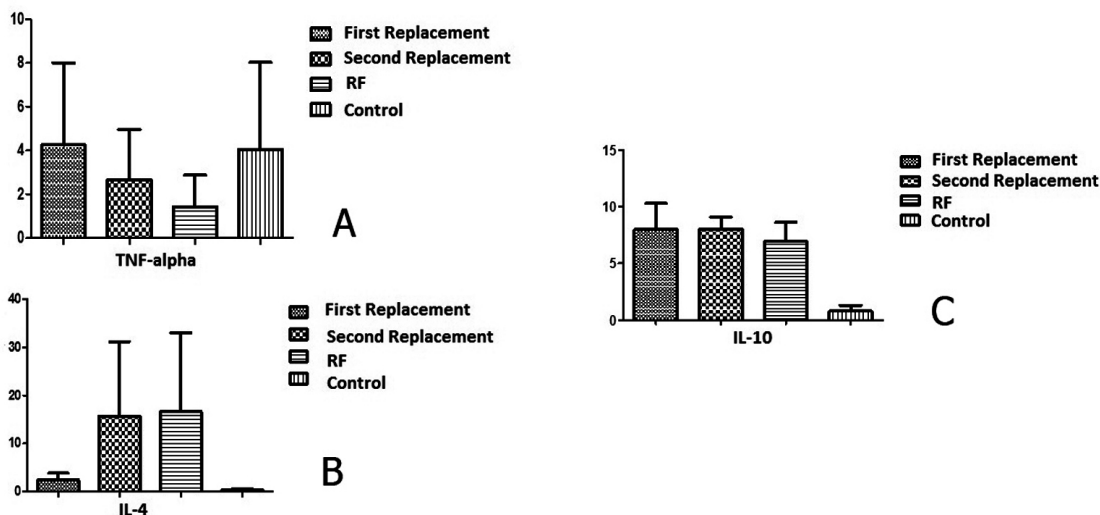 10
8
6
4
2
0
First Replacement
Second Replacement
RF
Control
A
TNF-alpha
40
30
20
10
0
First Replacement
Second Replacement
RF
Control
B
IL-4
15
10
5
0
First Replacement
Second Replacement
RF
Control
C
IL-10